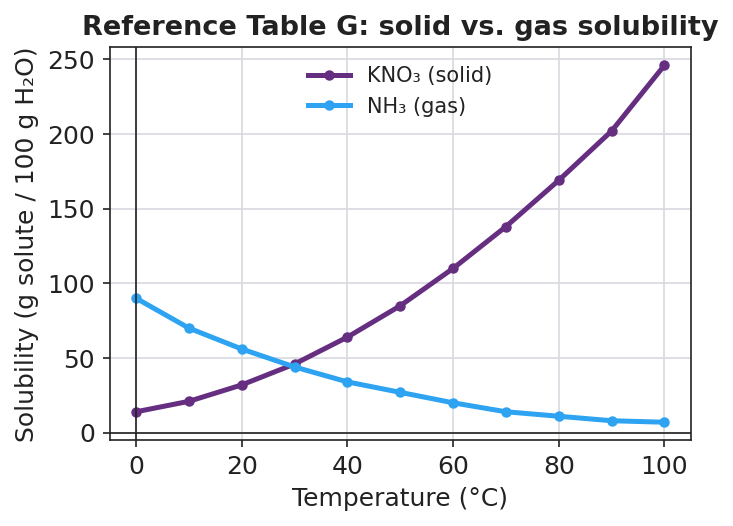 Reference Table G: solid vs. gas solubility
KNO₃ (solid)
NH₃ (gas)
Solubility (g solute / 100 g H₂O)
250
200
150
100
50
0
0 20 40 60 80 100
Temperature (°C)